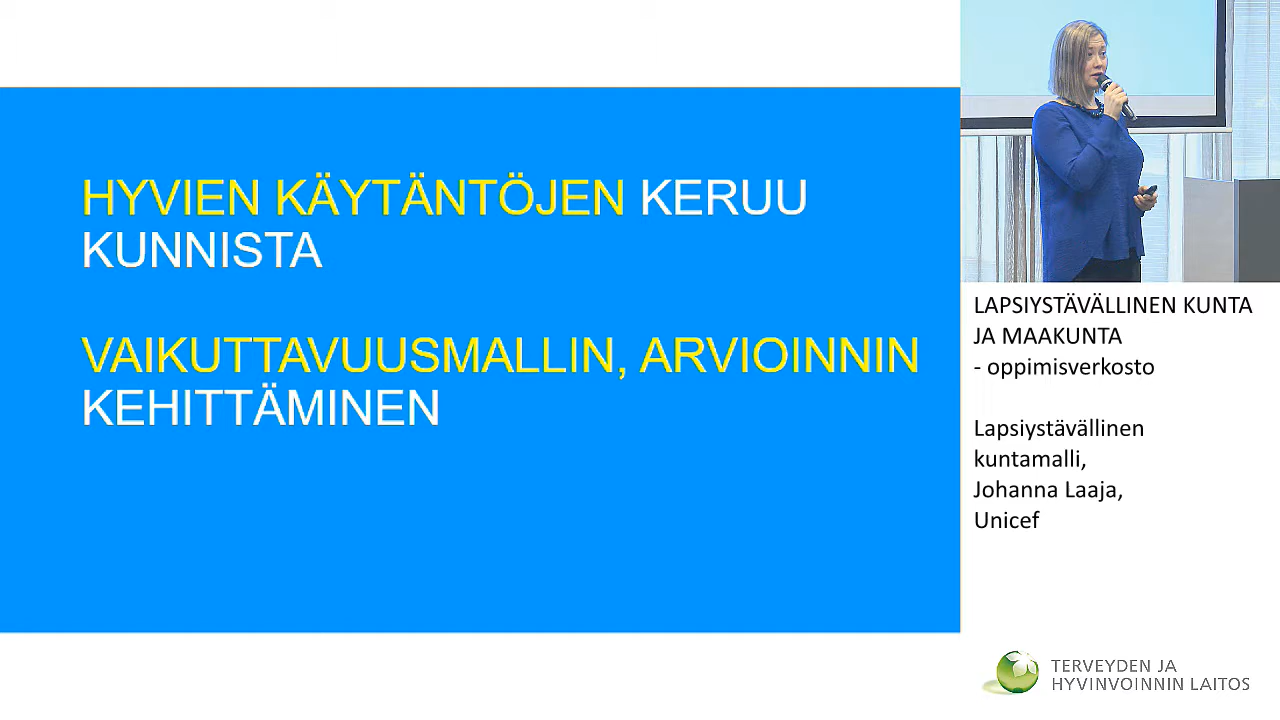 HYVIEN KÄYTÄNTÖJEN KERUU
KUNNISTA
VAIKUTTAVUUSMALLIN, ARVIOINNIN
KEHITTÄMINEN
LAPSIYSTÄVÄLLINEN KUNTA
JA MAAKUNTA
- oppimisverkosto
Lapsiystävällinen
kuntamalli,
Johanna Laaja,
Unicef
TERVEYDEN JA
HYVINVOINNIN LAITOS